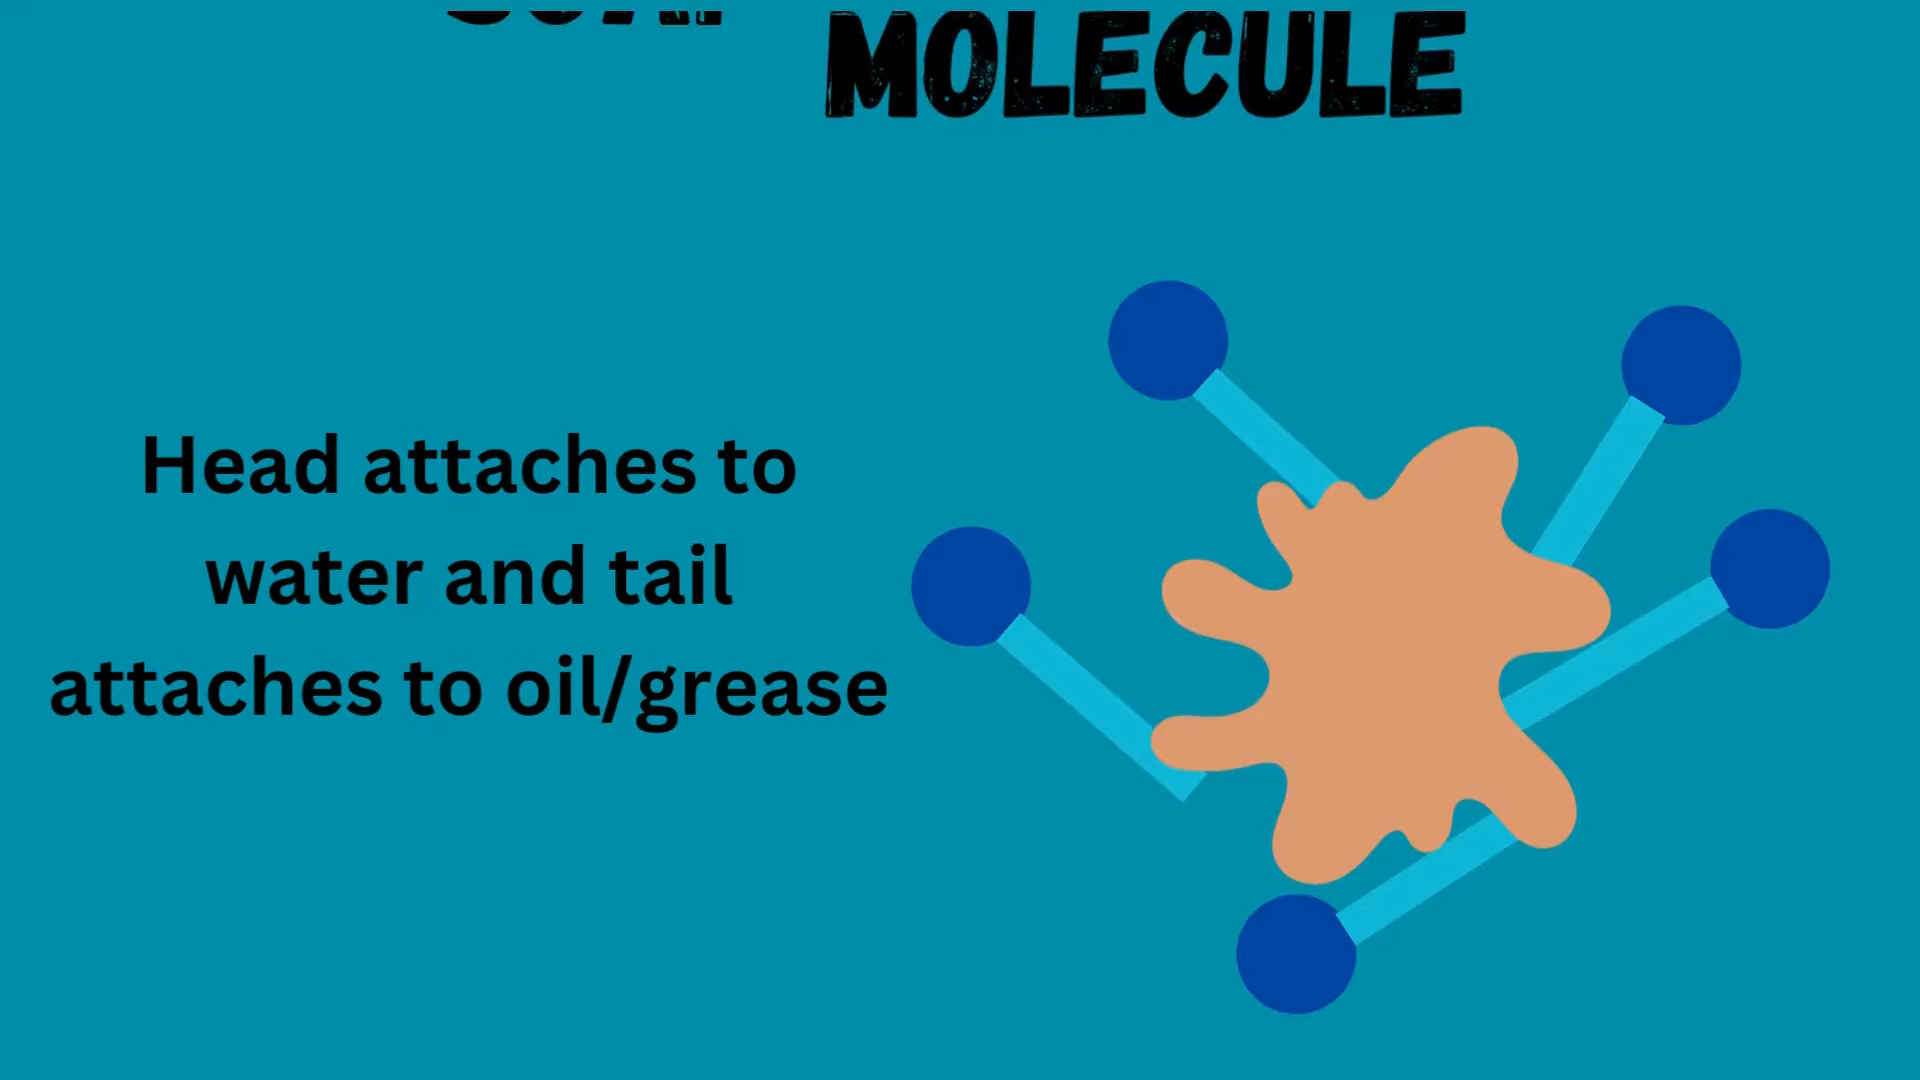 MOLECULE
Head attaches to
water and tail
attaches to oil/grease